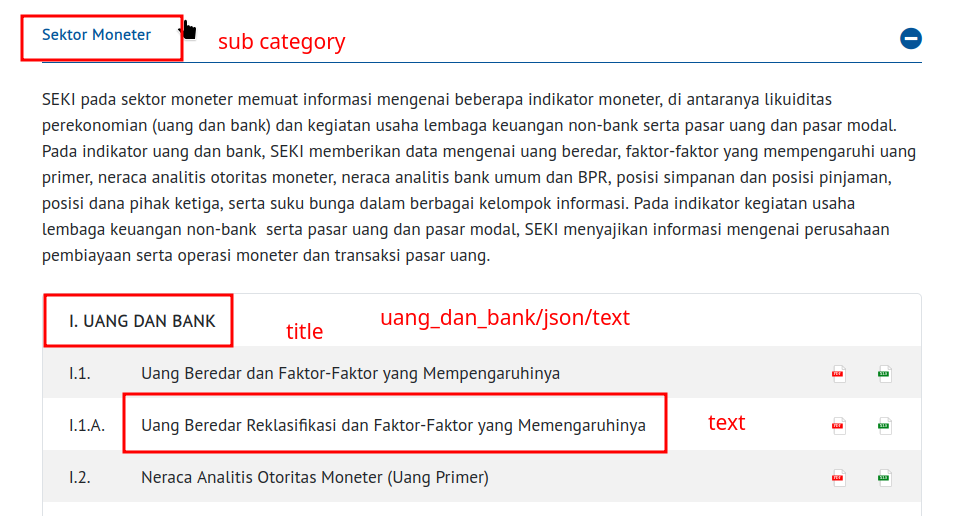 Sektor Moneter
sub category
SEKI pada sektor moneter memuat informasi mengenai beberapa indikator moneter, di antaranya likuiditas
perekonomian (uang dan bank) dan kegiatan usaha lembaga keuangan non-bank serta pasar uang dan pasar modal.
Pada indikator uang dan bank, SEKI memberikan data mengenai uang beredar, faktor-faktor yang mempengaruhi uang
primer, neraca analitis otoritas moneter, neraca analitis bank umum dan BPR, posisi simpanan dan posisi pinjaman,
posisi dana pihak ketiga, serta suku bunga dalam berbagai kelompok informasi. Pada indikator kegiatan usaha
lembaga keuangan non-bank serta pasar uang dan pasar modal, SEKI menyajikan informasi mengenai perusahaan
pembiayaan serta operasi moneter dan transaksi pasar uang.
I. UANG DAN BANK title uang_dan_bank/json/text
I.1. Uang Beredar dan Faktor-Faktor yang Mempengaruhinya PDF XLS
I.1.A. Uang Beredar Reklasifikasi dan Faktor-Faktor yang Memengaruhinya text PDF XLS
I.2. Neraca Analitis Otoritas Moneter (Uang Primer) PDF XLS